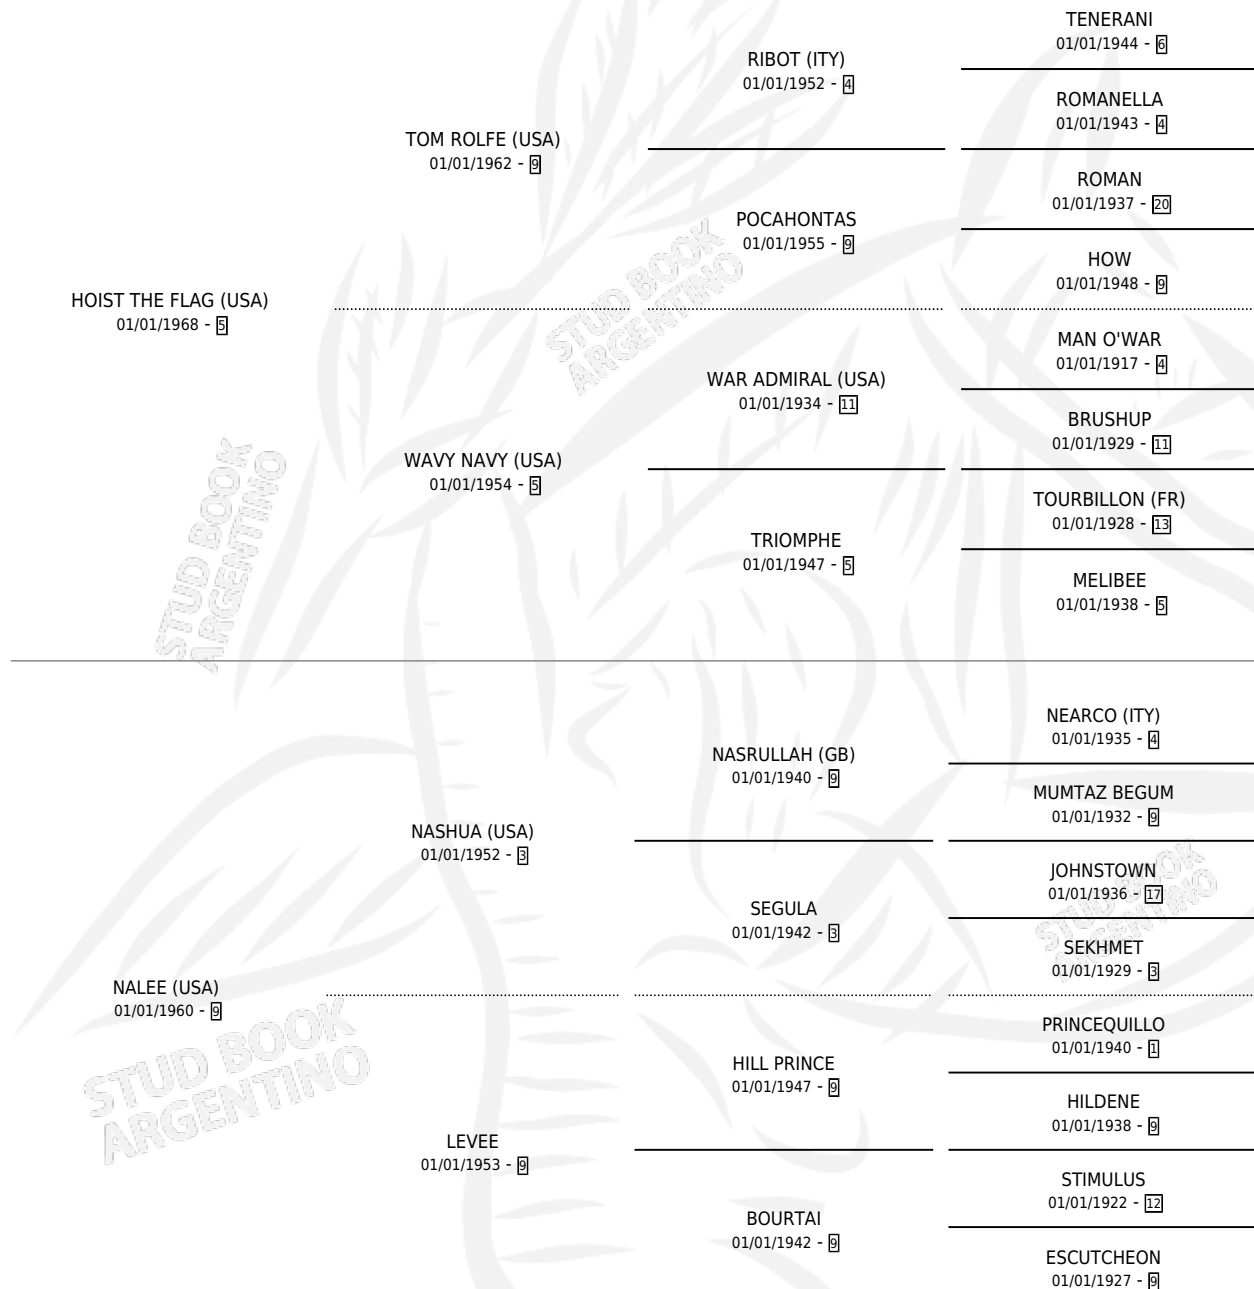 TENERANI
01/01/1944 - 6
RIBOT (ITY)
01/01/1952 - 4
ROMANELLA
01/01/1943 - 4
TOM ROLFE (USA)
01/01/1962 - 9
ROMAN
01/01/1937 - 20
POCAHONTAS
01/01/1955 - 9
HOW
01/01/1948 - 9
HOIST THE FLAG (USA)
01/01/1968 - 5
STUD BOOK
ARGENTINO
MAN O'WAR
01/01/1917 - 4
WAR ADMIRAL (USA)
01/01/1934 - 11
BRUSHUP
01/01/1929 - 11
WAVY NAVY (USA)
01/01/1954 - 5
TOURBILLON (FR)
01/01/1928 - 13
TRIOMPHE
01/01/1947 - 5
MELIBEE
01/01/1938 - 5
STUD BOOK
ARGENTINO
NEARCO (ITY)
01/01/1935 - 4
NASRULLAH (GB)
01/01/1940 - 9
MUMTAZ BEGUM
01/01/1932 - 9
NASHUA (USA)
01/01/1952 - 3
JOHNSTOWN
01/01/1936 - 17
SEGULA
01/01/1942 - 3
STUD BOOK
ARGENTINO
SEKHMET
01/01/1929 - 3
NALEE (USA)
01/01/1960 - 9
STUD BOOK
ARGENTINO
PRINCEQUILLO
01/01/1940 - 1
HILL PRINCE
01/01/1947 - 9
HILDENE
01/01/1938 - 9
LEVEE
01/01/1953 - 9
STIMULUS
01/01/1922 - 12
BOURTAI
01/01/1942 - 9
ESCUTCHEON
01/01/1927 - 9